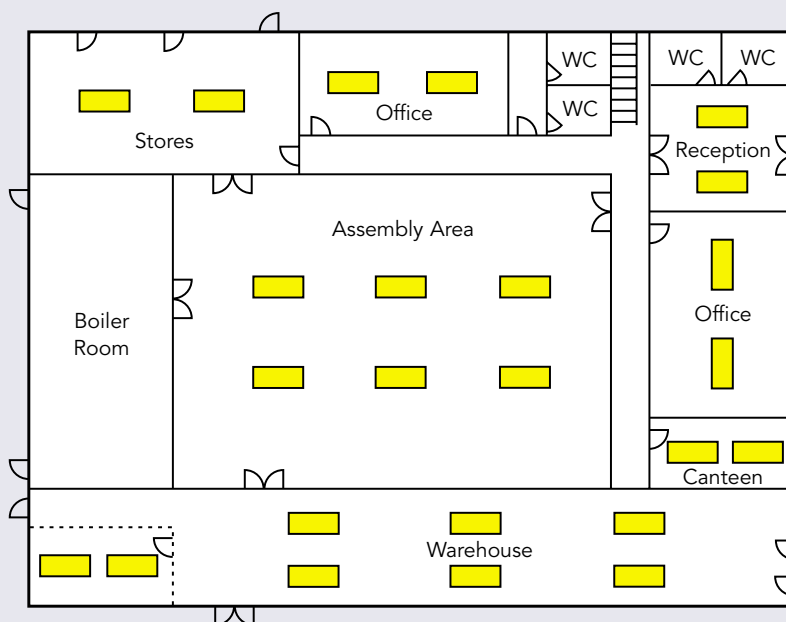 WC
WC
WC
Office
WC
Stores
Reception
Assembly Area
Office
Boiler
Room
Canteen
Warehouse